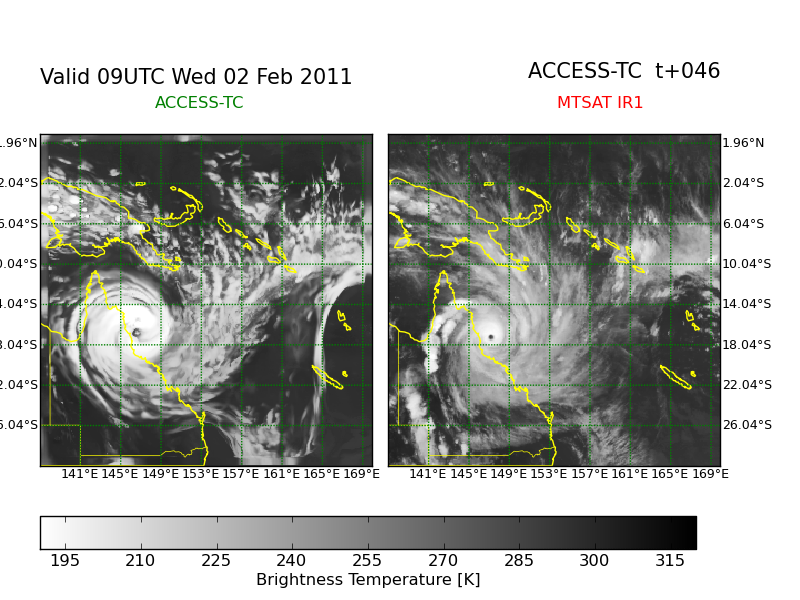 Valid 09UTC Wed 02 Feb 2011
ACCESS-TC t+046
ACCESS-TC
MTSAT IR1
1.96°N
2.04°S
6.04°S
10.04°S
14.04°S
18.04°S
22.04°S
26.04°S
141°E 145°E 149°E 153°E 157°E 161°E 165°E 169°E
1.96°N
2.04°S
6.04°S
10.04°S
14.04°S
18.04°S
22.04°S
26.04°S
141°E 145°E 149°E 153°E 157°E 161°E 165°E 169°E
195 210 225 240 255 270 285 300 315
Brightness Temperature [K]